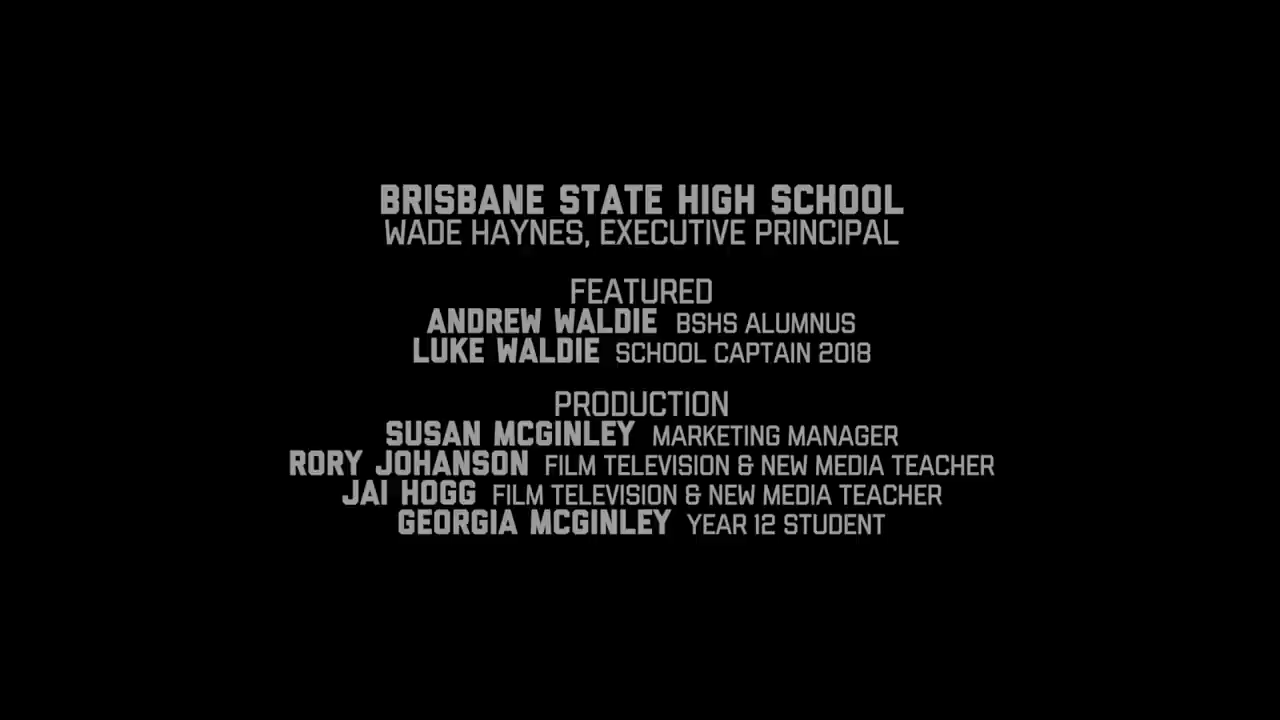 BRISBANE STATE HIGH SCHOOL
WADE HAYNES, EXECUTIVE PRINCIPAL
FEATURED
ANDREW WALDIE BSHS ALUMNUS
LUKE WALDIE SCHOOL CAPTAIN 2018
PRODUCTION
SUSAN MCGINLEY MARKETING MANAGER
RORY JOHANSON FILM TELEVISION & NEW MEDIA TEACHER
JAI HOGG FILM TELEVISION & NEW MEDIA TEACHER
GEORGIA MCGINLEY YEAR 12 STUDENT